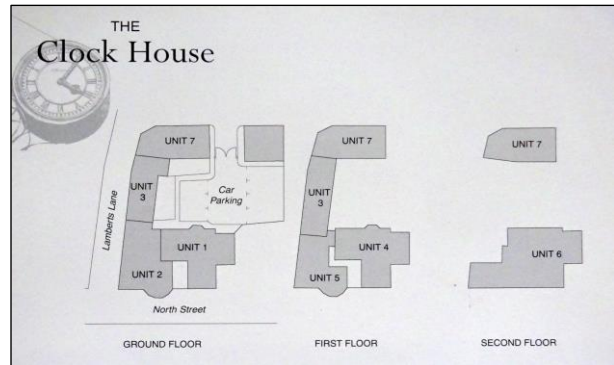 THE
Clock House
UNIT 7
UNIT
3
Car
Parking
Lamberts Lane
UNIT 1
UNIT 2
North Street
GROUND FLOOR
UNIT 7
UNIT
3
UNIT 4
UNIT 5
FIRST FLOOR
UNIT 7
UNIT 6
SECOND FLOOR